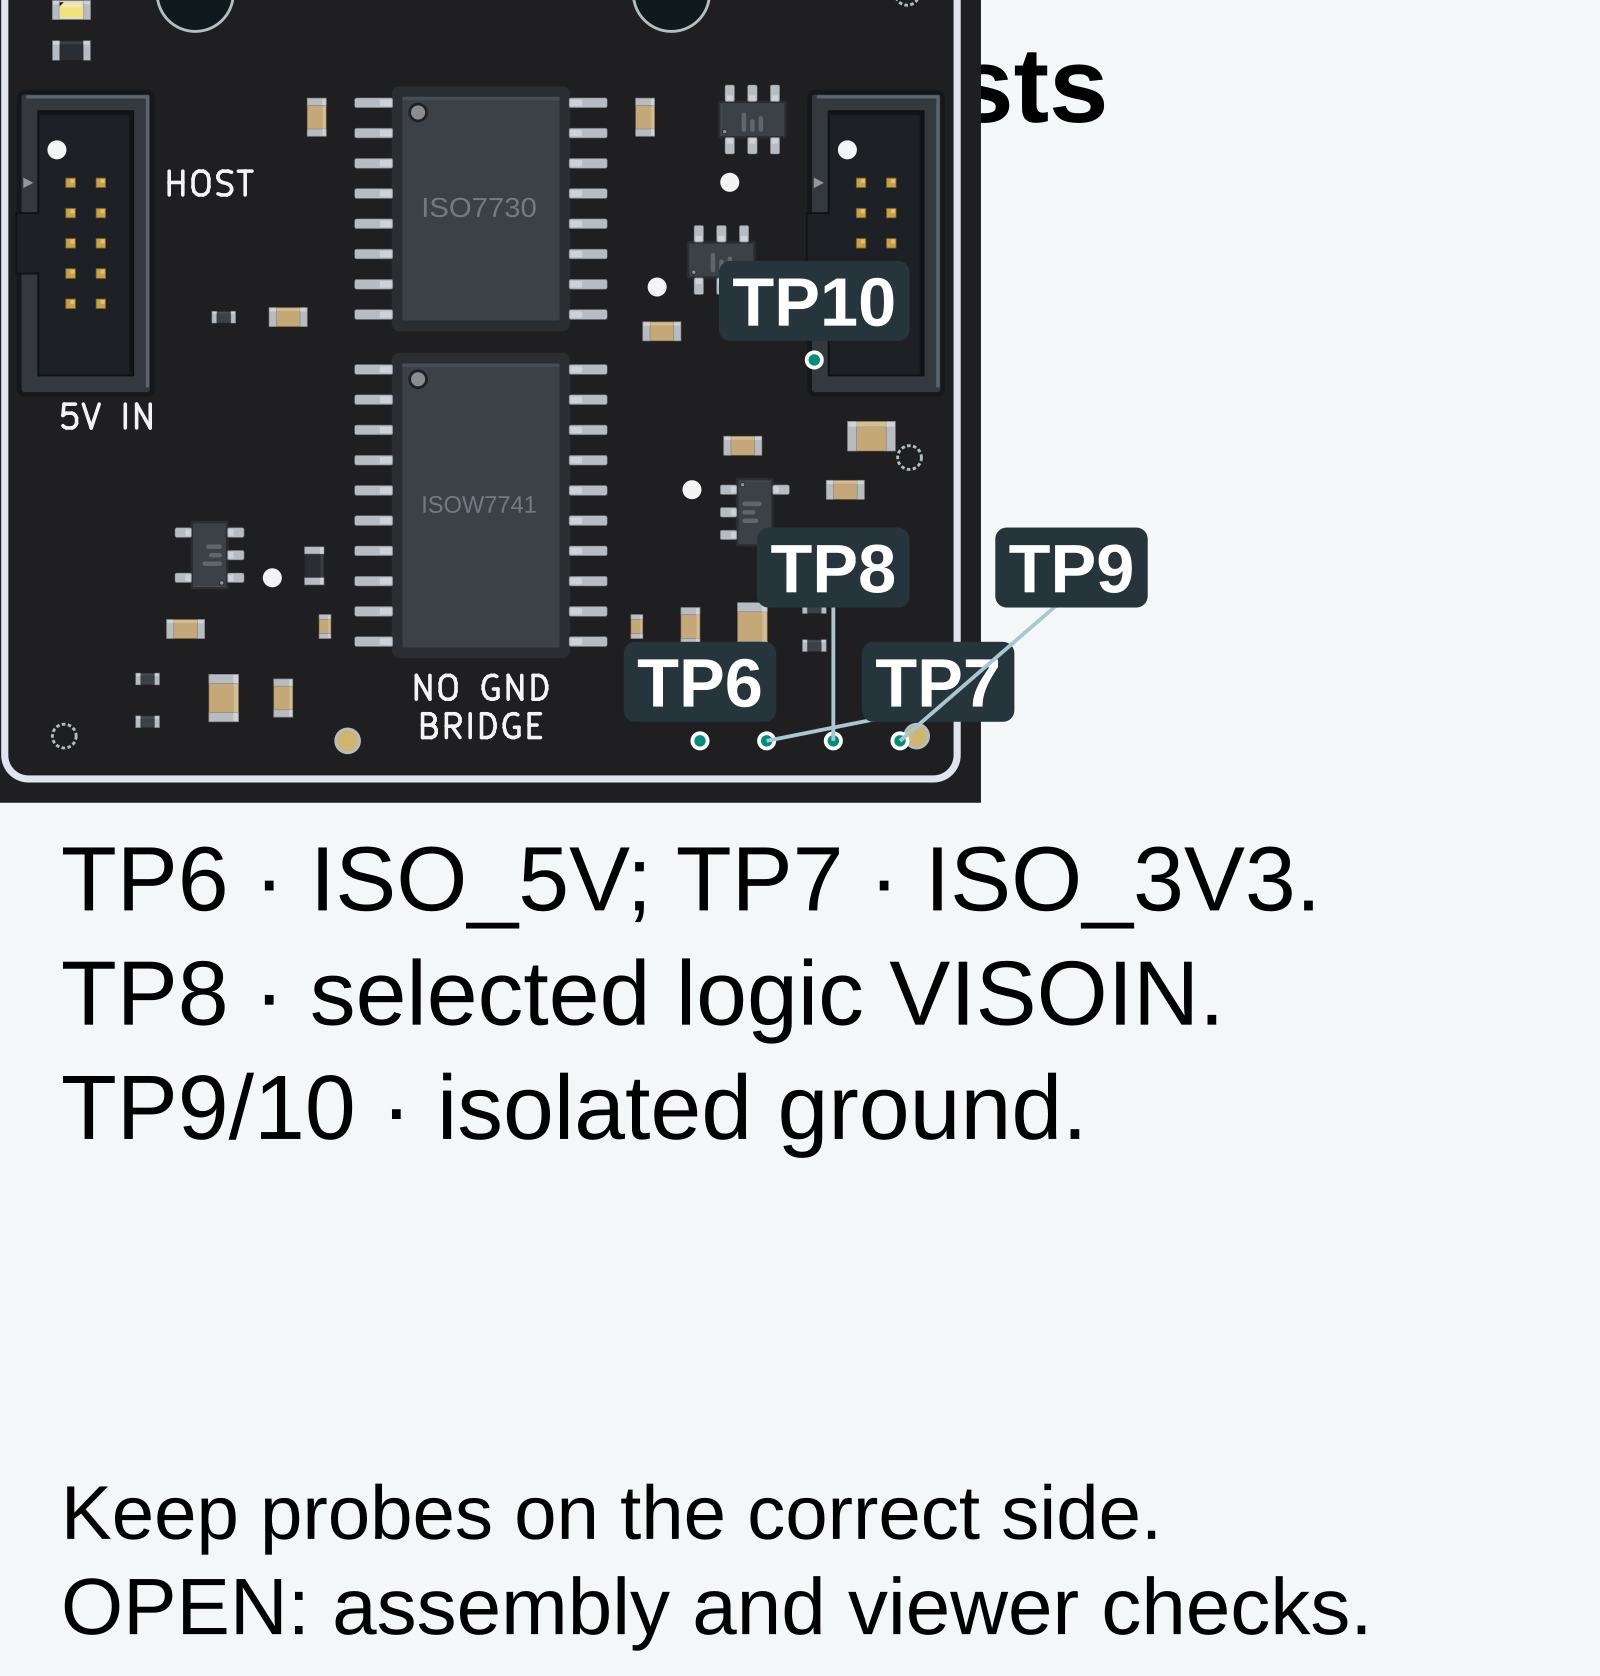 sts
HOST
ISO7730
TP10
5V IN
ISOW7741
TP8
TP9
TP6
TP7
NO GND
BRIDGE
TP6 · ISO_5V; TP7 · ISO_3V3.
TP8 · selected logic VISOIN.
TP9/10 · isolated ground.
Keep probes on the correct side.
OPEN: assembly and viewer checks.